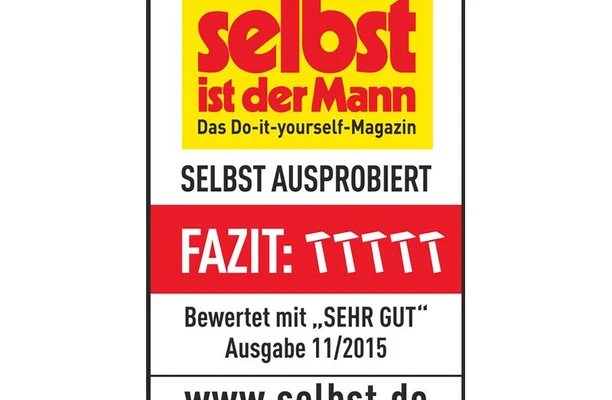 selbst
ist der Mann
Das Do-it-yourself-Magazin
SELBST AUSPROBIERT
FAZIT:
Bewertet mit „SEHR GUT“
Ausgabe 11/2015
www.selbst.de